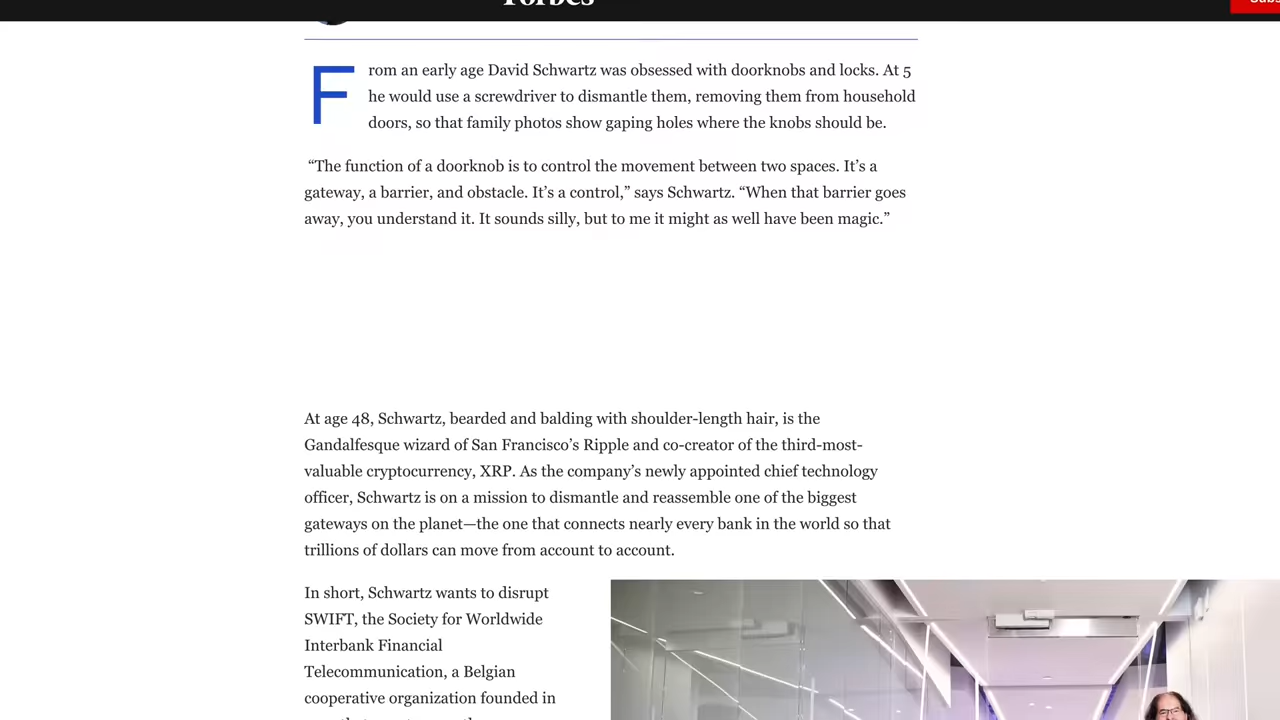 Forbes
From an early age David Schwartz was obsessed with doorknobs and locks. At 5
he would use a screwdriver to dismantle them, removing them from household
doors, so that family photos show gaping holes where the knobs should be.
“The function of a doorknob is to control the movement between two spaces. It’s a
gateway, a barrier, and obstacle. It’s a control,” says Schwartz. “When that barrier goes
away, you understand it. It sounds silly, but to me it might as well have been magic.”
At age 48, Schwartz, bearded and balding with shoulder-length hair, is the
Gandalfesque wizard of San Francisco’s Ripple and co-creator of the third-most-
valuable cryptocurrency, XRP. As the company’s newly appointed chief technology
officer, Schwartz is on a mission to dismantle and reassemble one of the biggest
gateways on the planet—the one that connects nearly every bank in the world so that
trillions of dollars can move from account to account.
In short, Schwartz wants to disrupt
SWIFT, the Society for Worldwide
Interbank Financial
Telecommunication, a Belgian
cooperative organization founded in